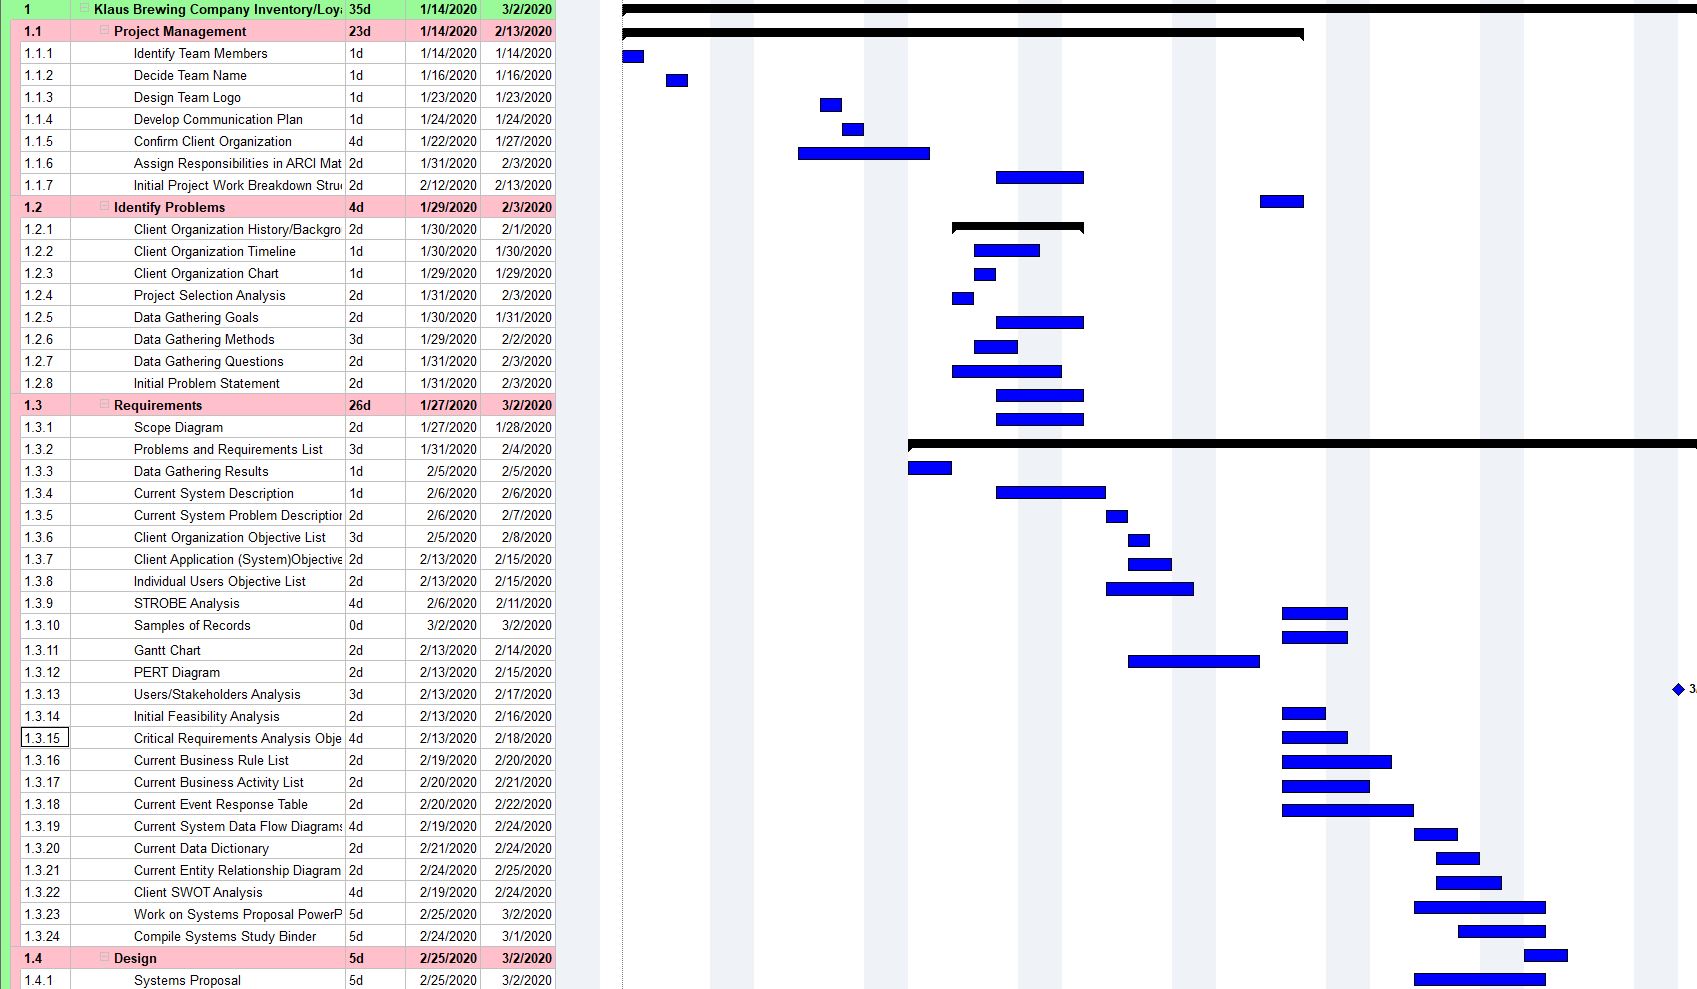 1 Klaus Brewing Company Inventory/Loy 35d 1/14/2020 3/2/2020
1.1 Project Management 23d 1/14/2020 2/13/2020
1.1.1 Identify Team Members 1d 1/14/2020 1/14/2020
1.1.2 Decide Team Name 1d 1/16/2020 1/16/2020
1.1.3 Design Team Logo 1d 1/23/2020 1/23/2020
1.1.4 Develop Communication Plan 1d 1/24/2020 1/24/2020
1.1.5 Confirm Client Organization 4d 1/22/2020 1/27/2020
1.1.6 Assign Responsibilities in ARCI Mat 2d 1/31/2020 2/3/2020
1.1.7 Initial Project Work Breakdown Stru 2d 2/12/2020 2/13/2020
1.2 Identify Problems 4d 1/29/2020 2/3/2020
1.2.1 Client Organization History/Backgro 2d 1/30/2020 2/1/2020
1.2.2 Client Organization Timeline 1d 1/30/2020 1/30/2020
1.2.3 Client Organization Chart 1d 1/29/2020 1/29/2020
1.2.4 Project Selection Analysis 2d 1/31/2020 2/3/2020
1.2.5 Data Gathering Goals 2d 1/30/2020 1/31/2020
1.2.6 Data Gathering Methods 3d 1/29/2020 2/2/2020
1.2.7 Data Gathering Questions 2d 1/31/2020 2/3/2020
1.2.8 Initial Problem Statement 2d 1/31/2020 2/3/2020
1.3 Requirements 26d 1/27/2020 3/2/2020
1.3.1 Scope Diagram 2d 1/27/2020 1/28/2020
1.3.2 Problems and Requirements List 3d 1/31/2020 2/4/2020
1.3.3 Data Gathering Results 1d 2/5/2020 2/5/2020
1.3.4 Current System Description 1d 2/6/2020 2/6/2020
1.3.5 Current System Problem Description 2d 2/6/2020 2/7/2020
1.3.6 Client Organization Objective List 3d 2/5/2020 2/8/2020
1.3.7 Client Application (System)Objective 2d 2/13/2020 2/15/2020
1.3.8 Individual Users Objective List 2d 2/13/2020 2/15/2020
1.3.9 STROBE Analysis 4d 2/6/2020 2/11/2020
1.3.10 Samples of Records 0d 3/2/2020 3/2/2020
1.3.11 Gantt Chart 2d 2/13/2020 2/14/2020
1.3.12 PERT Diagram 2d 2/13/2020 2/15/2020
1.3.13 Users/Stakeholders Analysis 3d 2/13/2020 2/17/2020 3
1.3.14 Initial Feasibility Analysis 2d 2/13/2020 2/16/2020
1.3.15 Critical Requirements Analysis Obje 4d 2/13/2020 2/18/2020
1.3.16 Current Business Rule List 2d 2/19/2020 2/20/2020
1.3.17 Current Business Activity List 2d 2/20/2020 2/21/2020
1.3.18 Current Event Response Table 2d 2/20/2020 2/22/2020
1.3.19 Current System Data Flow Diagrams 4d 2/19/2020 2/24/2020
1.3.20 Current Data Dictionary 2d 2/21/2020 2/24/2020
1.3.21 Current Entity Relationship Diagram 2d 2/24/2020 2/25/2020
1.3.22 Client SWOT Analysis 4d 2/19/2020 2/24/2020
1.3.23 Work on Systems Proposal PowerP 5d 2/25/2020 3/2/2020
1.3.24 Compile Systems Study Binder 5d 2/24/2020 3/1/2020
1.4 Design 5d 2/25/2020 3/2/2020
1.4.1 Systems Proposal 5d 2/25/2020 3/2/2020